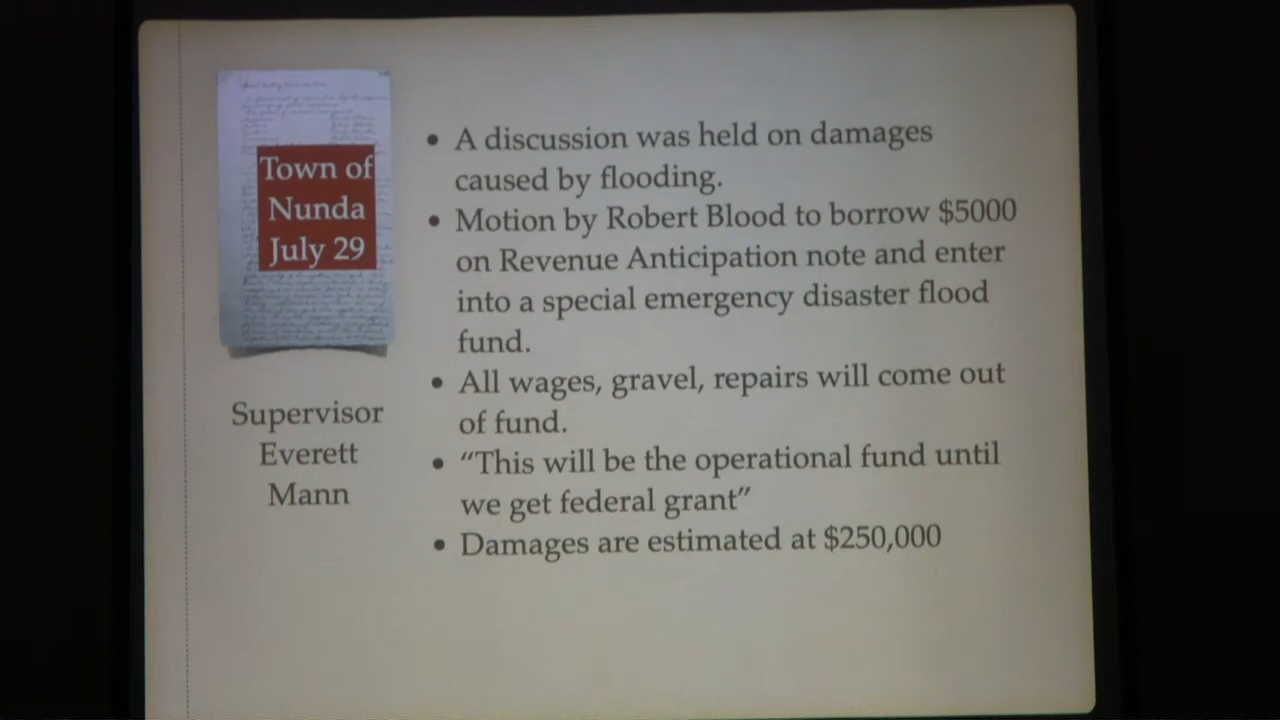 Town of
Nunda
July 29
Supervisor
Everett
Mann
• A discussion was held on damages
caused by flooding.
• Motion by Robert Blood to borrow $5000
on Revenue Anticipation note and enter
into a special emergency disaster flood
fund.
• All wages, gravel, repairs will come out
of fund.
• “This will be the operational fund until
we get federal grant”
• Damages are estimated at $250,000